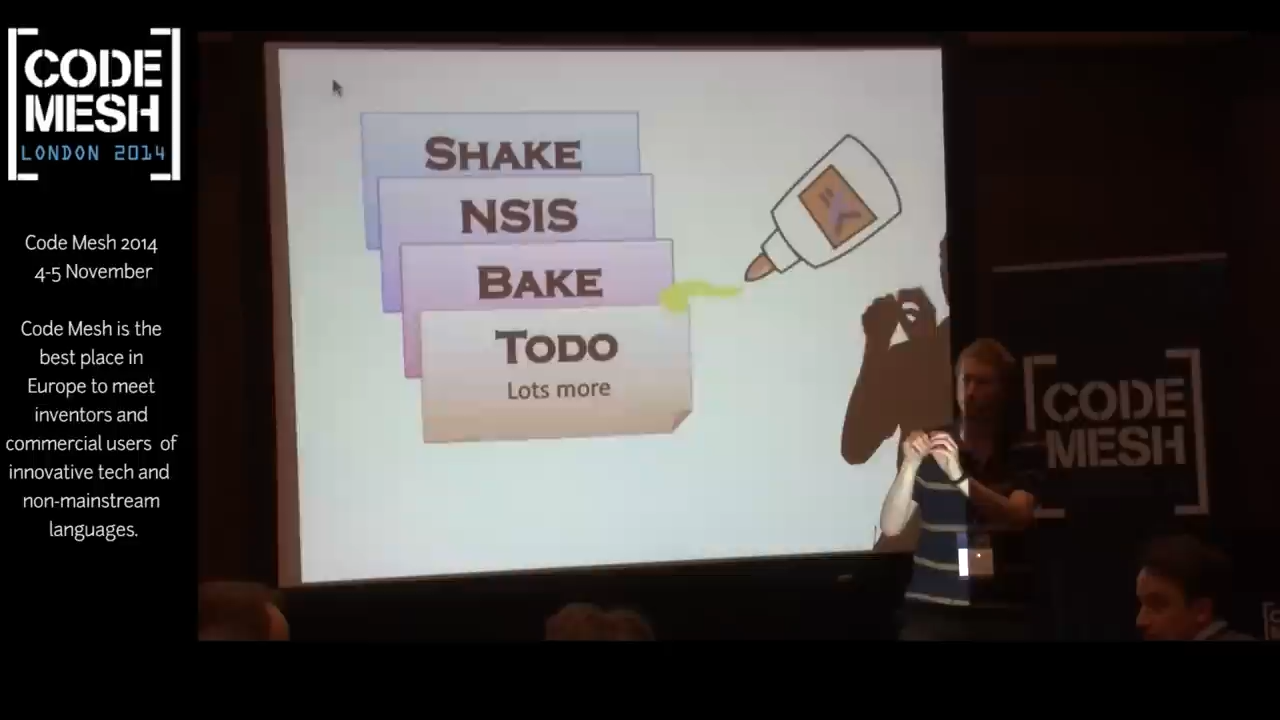 CODE
MESH
LONDON 2014
Code Mesh 2014
4-5 November
Code Mesh is the
best place in
Europe to meet
inventors and
commercial users of
innovative tech and
non-mainstream
languages.
SHAKE
NSIS
BAKE
TODO
Lots more
CODE
MESH